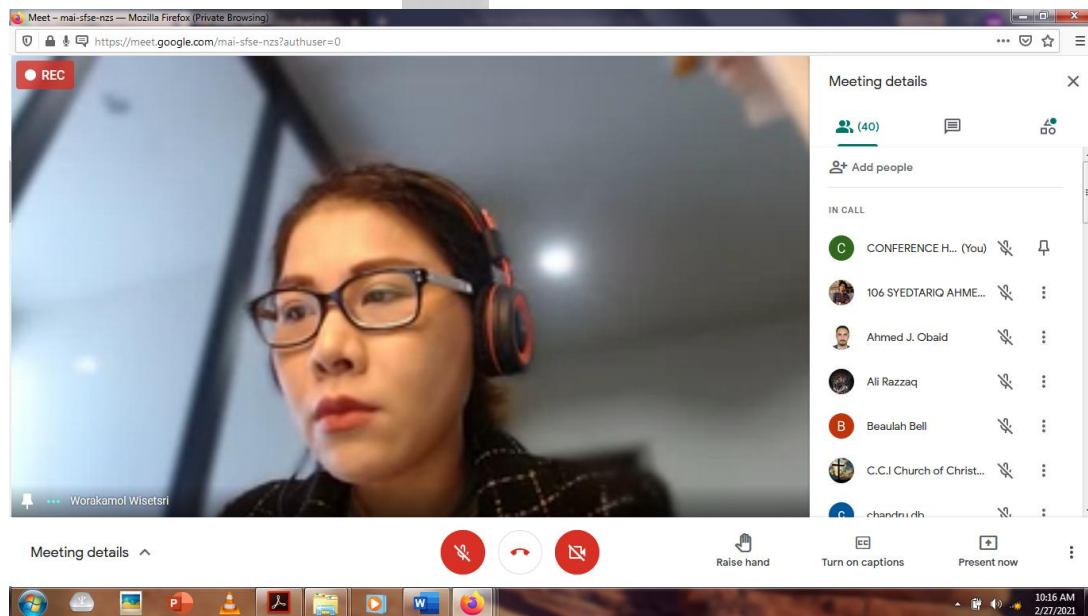 Meet – mai-sfse-nzs — Mozilla Firefox (Private Browsing)
https://meet.google.com/mai-sfse-nzs?authuser=0
REC
Meeting details
(40)
Add people
IN CALL
C CONFERENCE H... (You)
106 SYEDTARIQ AHME...
Ahmed J. Obaid
Ali Razzaq
B Beaulah Bell
C.C.I Church of Christ...
C chandru db
Worakamol Wisetsri
Meeting details
Raise hand
CC
Turn on captions
Present now
P
W
10:16 AM
2/27/2021